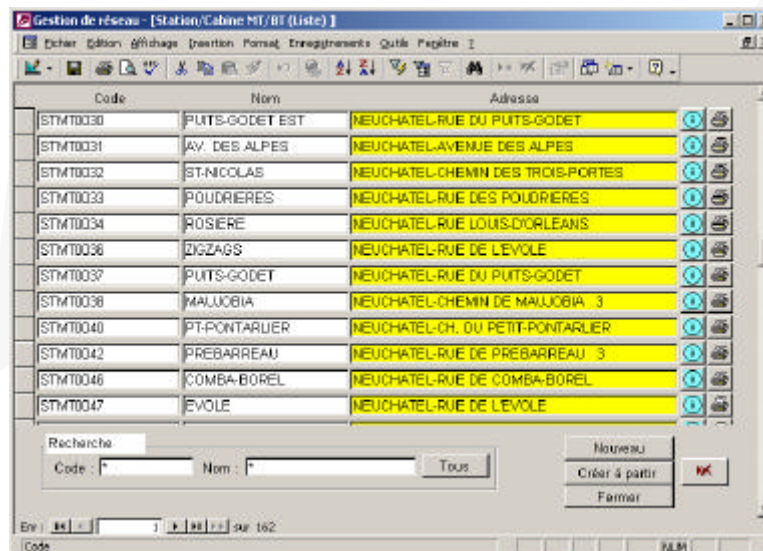 Gestion de réseau - [Station/Cabine MT/BT (Liste) ]
Fichier Edition Affichage Insertion Format Enregistrements Outils Fenêtre ?
Code Nom Adresse
STMT0030 PUITS-GODET EST NEUCHATEL-RUE DU PUITS-GODET
STMT0031 AV. DES ALPES NEUCHATEL-AVENUE DES ALPES
STMT0032 ST-NICOLAS NEUCHATEL-CHEMIN DES TROIS-PORTES
STMT0033 POUDRIERES NEUCHATEL-RUE DES POUDRIERES
STMT0034 ROSIERE NEUCHATEL-RUE LOUIS-D'ORLEANS
STMT0036 ZIGZAGS NEUCHATEL-RUE DE L'EVOLE
STMT0037 PUITS-GODET NEUCHATEL-RUE DU PUITS-GODET
STMT0038 MAUJOBIA NEUCHATEL-CHEMIN DE MAUJOBIA 3
STMT0040 PT-PONTARLIER NEUCHATEL-CH. DU PETIT-PONTARLIER
STMT0042 PREBARREAU NEUCHATEL-RUE DE PREBARREAU 3
STMT0046 COMBA-BOREL NEUCHATEL-RUE DE COMBA-BOREL
STMT0047 EVOLE NEUCHATEL-RUE DE L'EVOLE
Recherche
Code : * Nom : * Tous
Nouveau
Créer à partir
Fermer
Enr : 1 sur 162
Code NUM